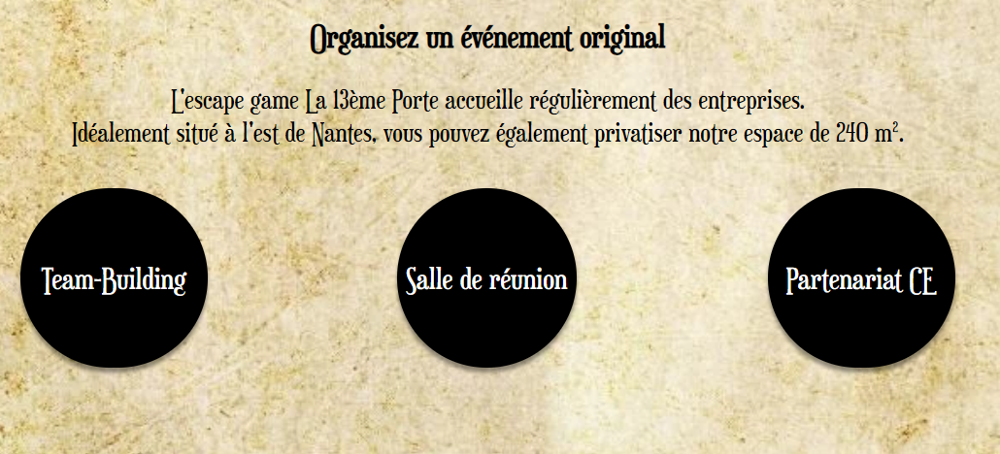 Organisez un événement original
L'escape game La 13ème Porte accueille régulièrement des entreprises.
Idéalement situé à l'est de Nantes, vous pouvez également privatiser notre espace de 240 m².
Team-Building
Salle de réunion
Partenariat CE